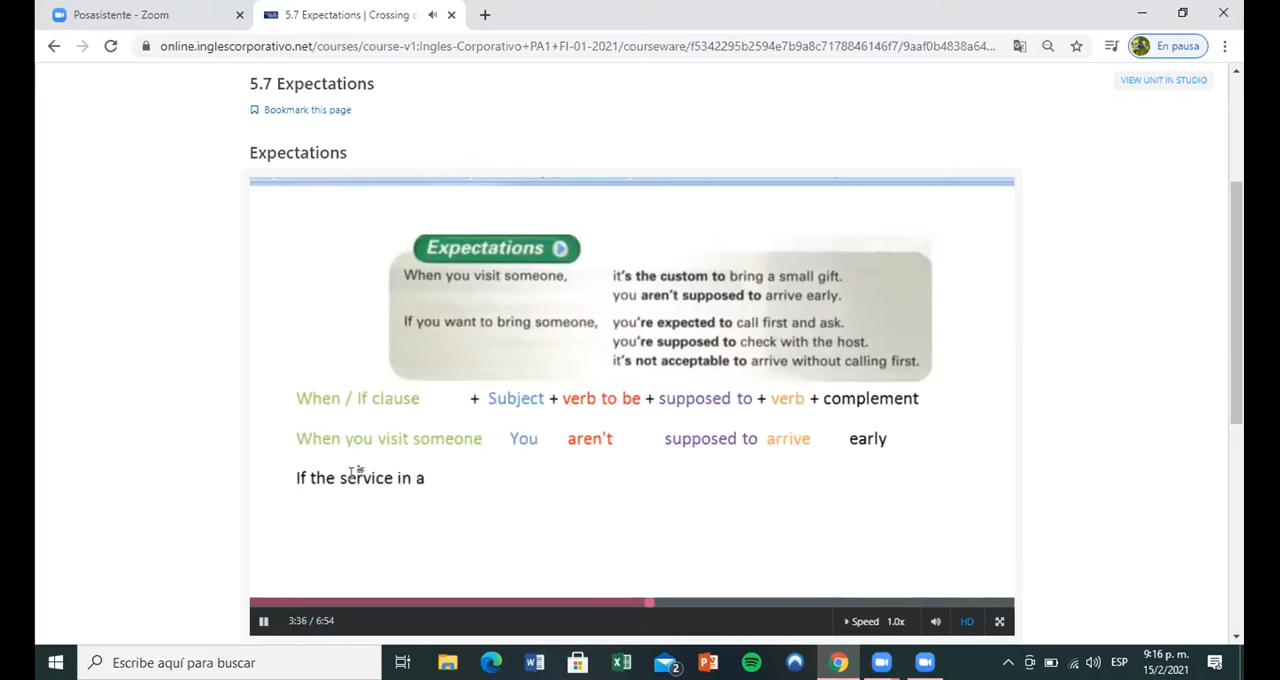 Posasistente - Zoom
5.7 Expectations | Crossing c
online.inglescorporativo.net/courses/course-v1:Ingles-Corporativo+PA1+FI-01-2021/courseware/f5342295b2594e7b9a8c7178846146f7/9aaf0b4838a64...
En pausa
5.7 Expectations
VIEW UNIT IN STUDIO
Bookmark this page
Expectations
Expectations
When you visit someone, it's the custom to bring a small gift.
you aren't supposed to arrive early.
If you want to bring someone, you're expected to call first and ask.
you're supposed to check with the host.
it's not acceptable to arrive without calling first.
When / If clause + Subject + verb to be + supposed to + verb + complement
When you visit someone You aren't supposed to arrive early
If the service in a
3:36 / 6:54
Speed 1.0x
HD
Escribe aquí para buscar
2
ESP
9:16 p. m.
15/2/2021